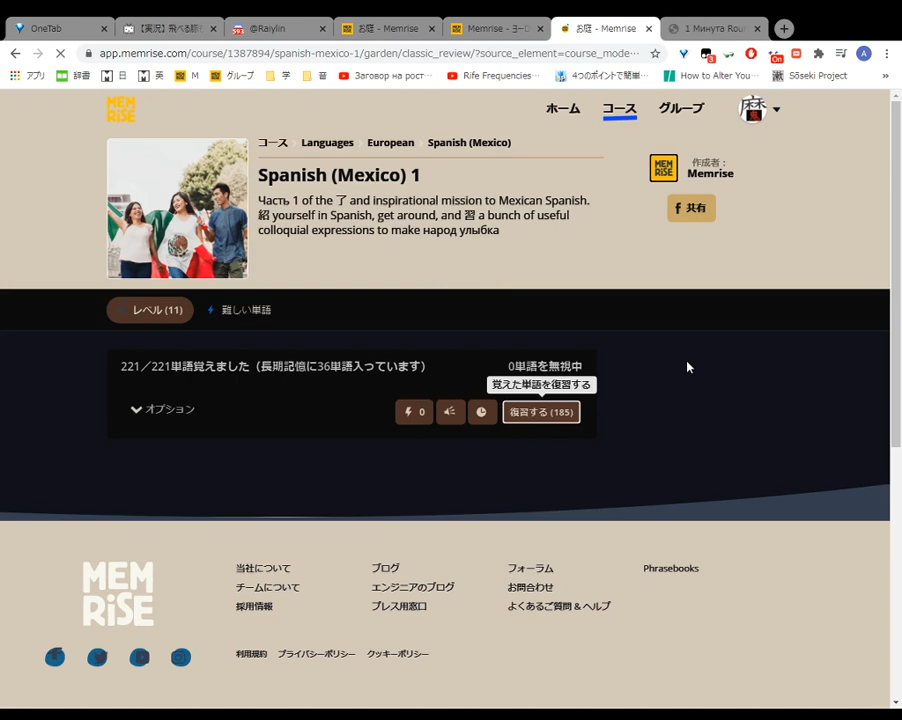 OneTab
【実況】飛べる豚を
593 @Raiylin
お庭 - Memrise
Memrise - ヨーロ
お庭 - Memrise
1 Минута Rour
app.memrise.com/course/1387894/spanish-mexico-1/garden/classic_review/?source_element=course_mode…
3
On
A
アプリ 辞書 日 英 M グループ 学 音 Заговор на рост… Rife Frequencies… 4つのポイントで簡単… How to Alter You… Sōseki Project
MEM RiSE
ホーム コース グループ
コース Languages European Spanish (Mexico)
Spanish (Mexico) 1
Часть 1 of the 了 and inspirational mission to Mexican Spanish.
紹 yourself in Spanish, get around, and 習 a bunch of useful
colloquial expressions to make народ улыбка
MEM RiSE
作成者：
Memrise
共有
レベル (11) 難しい単語
221／221単語覚えました（長期記憶に36単語入っています） 0単語を無視中
覚えた単語を復習する
オプション
0
復習する (185)
MEM
RiSE
当社について ブログ フォーラム Phrasebooks
チームについて エンジニアのブログ お問合わせ
採用情報 プレス用窓口 よくあるご質問 & ヘルプ
利用規約 プライバシーポリシー クッキーポリシー